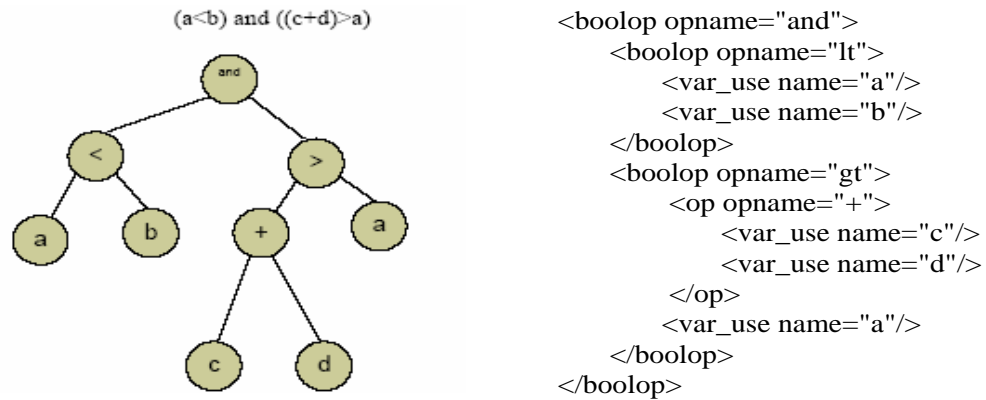 (a<b) and ((c+d)>a)
and
<
>
a
b
+
a
c
d
<boolop opname="and">
<boolop opname="lt">
<var_use name="a"/>
<var_use name="b"/>
</boolop>
<boolop opname="gt">
<op opname="+">
<var_use name="c"/>
<var_use name="d"/>
</op>
<var_use name="a"/>
</boolop>
</boolop>